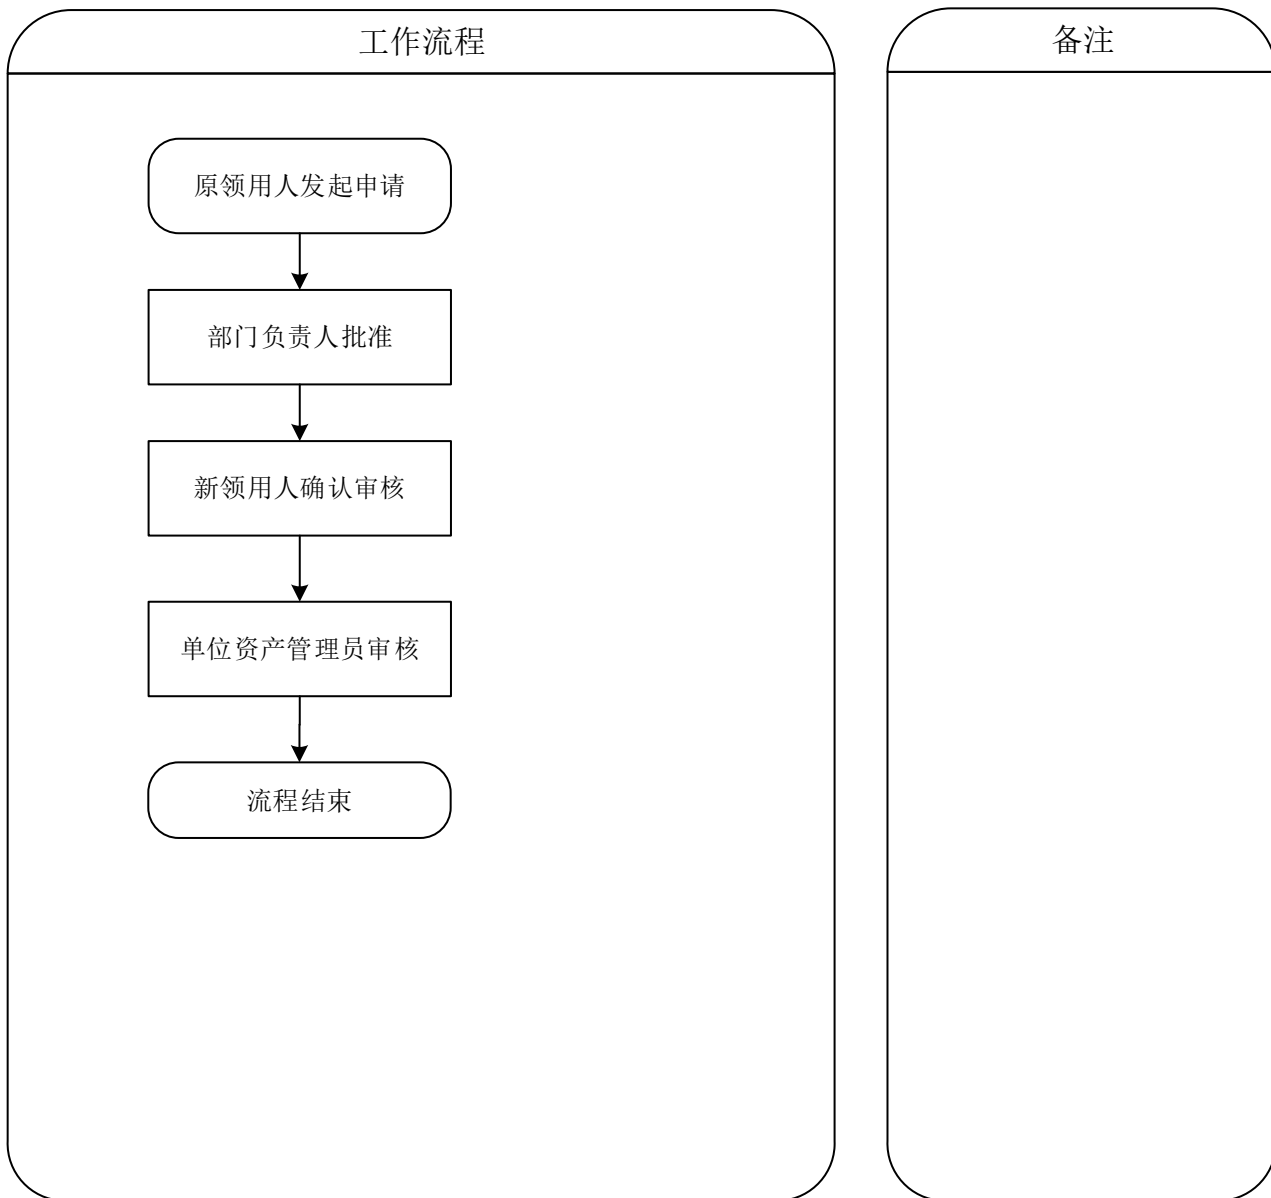 工作流程
备注
原领用人发起申请
部门负责人批准
新领用人确认审核
单位资产管理员审核
流程结束